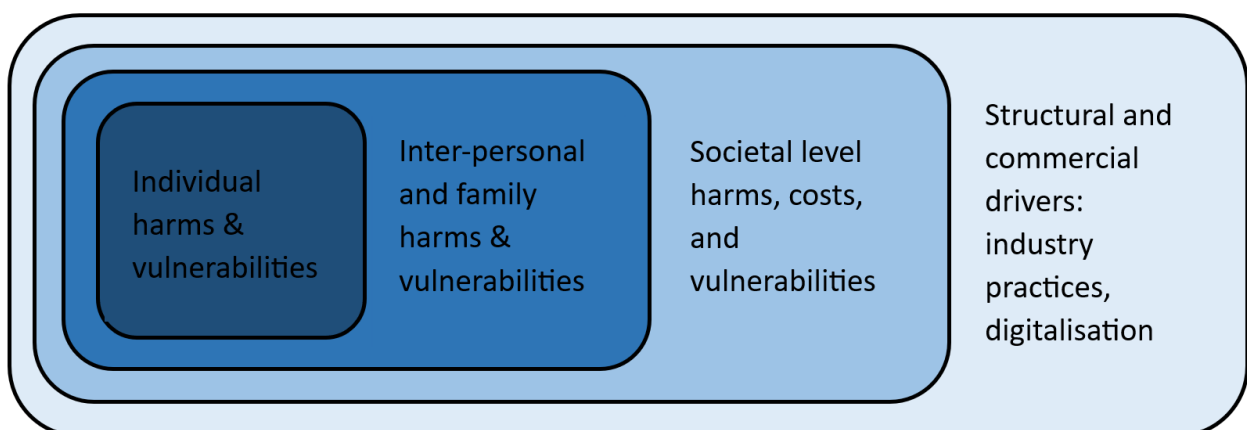 Individual
harms &
vulnerabilities
Inter-personal
and family
harms &
vulnerabilities
Societal level
harms, costs,
and
vulnerabilities
Structural and
commercial
drivers:
industry
practices,
digitalisation